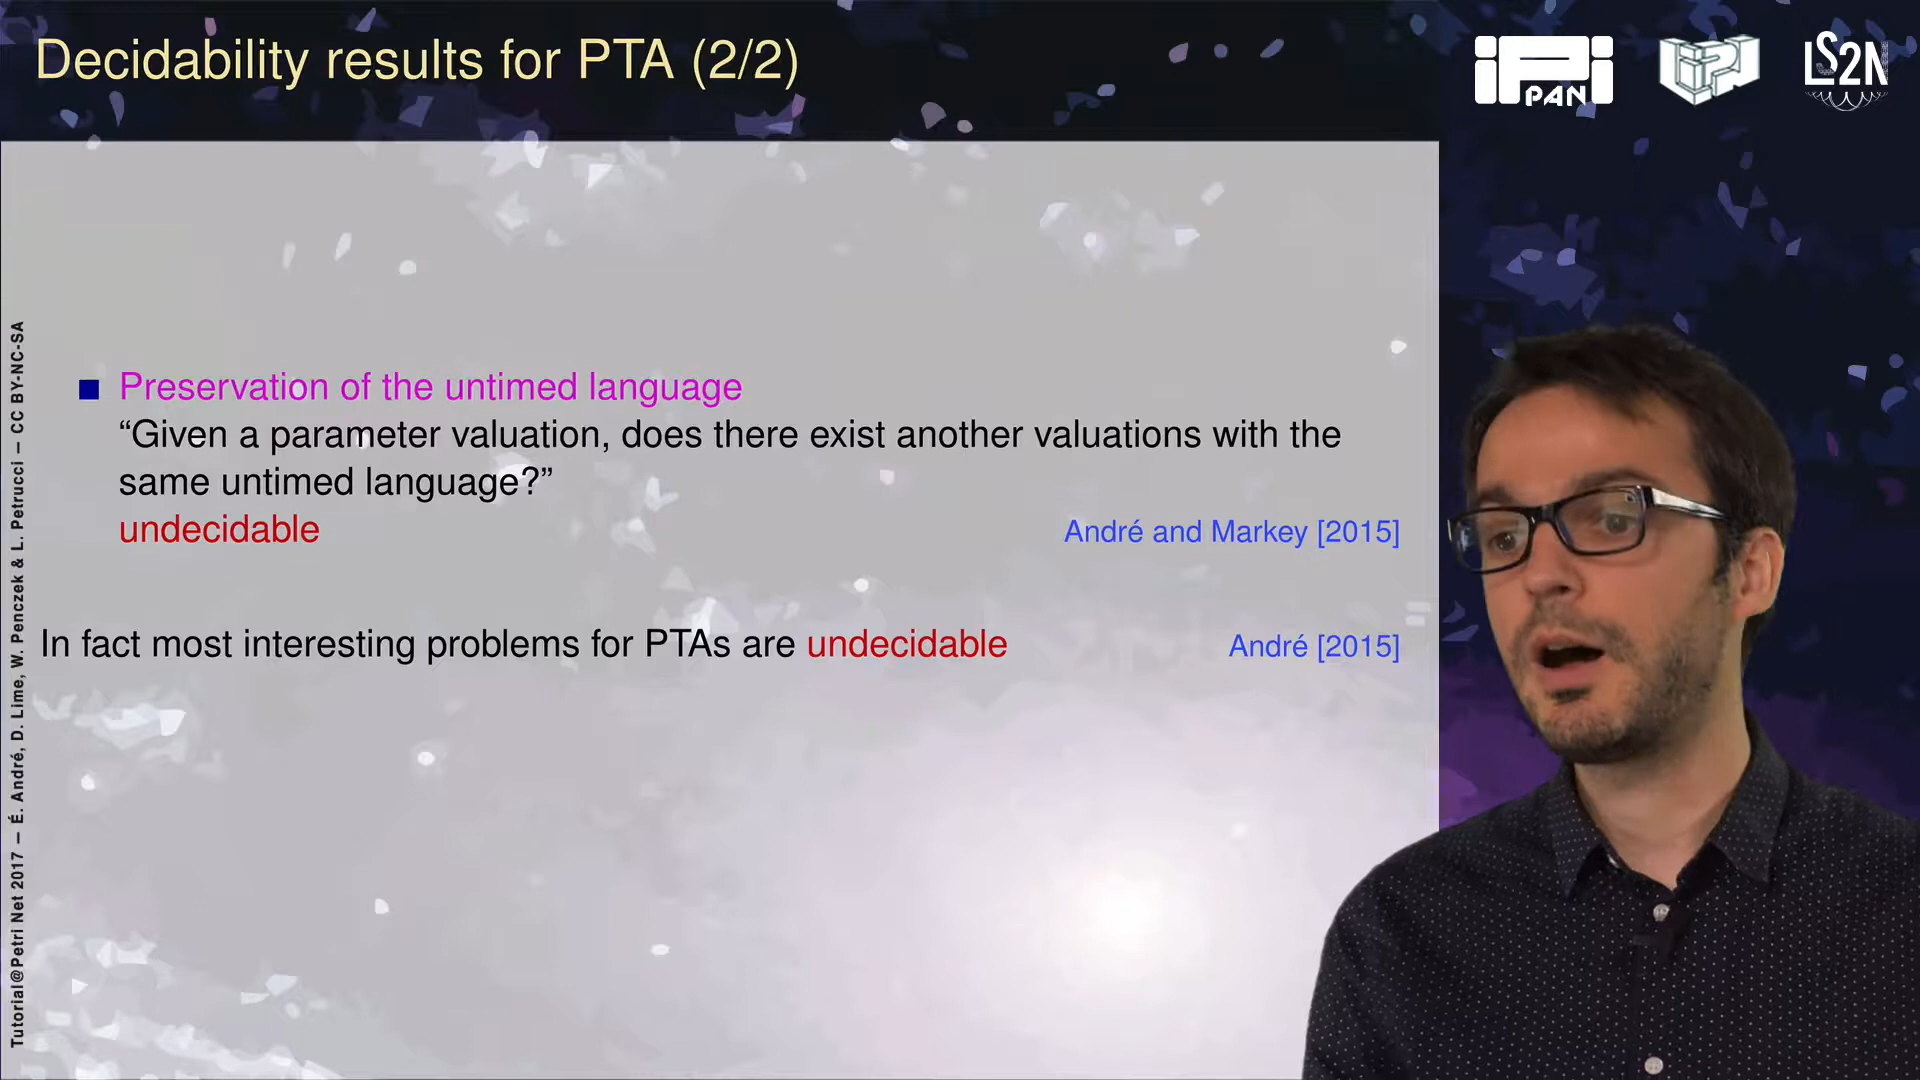 Decidability results for PTA (2/2)
iPi PAN
LIPN
LS2N
Preservation of the untimed language
“Given a parameter valuation, does there exist another valuations with the
same untimed language?”
undecidable
André and Markey [2015]
In fact most interesting problems for PTAs are undecidable
André [2015]
Tutorial@Petri Net 2017 – É. André, D. Lime, W. Penczek & L. Petrucci – CC BY-NC-SA